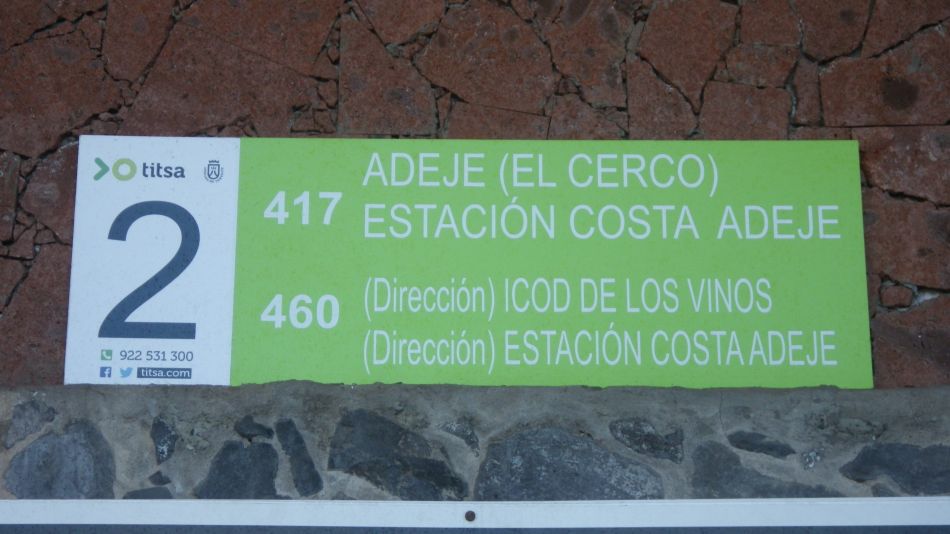 titsa
2
922 531 300
titsa.com
417 ADEJE (EL CERCO)
ESTACIÓN COSTA ADEJE
460 (Dirección) ICOD DE LOS VINOS
(Dirección) ESTACIÓN COSTA ADEJE